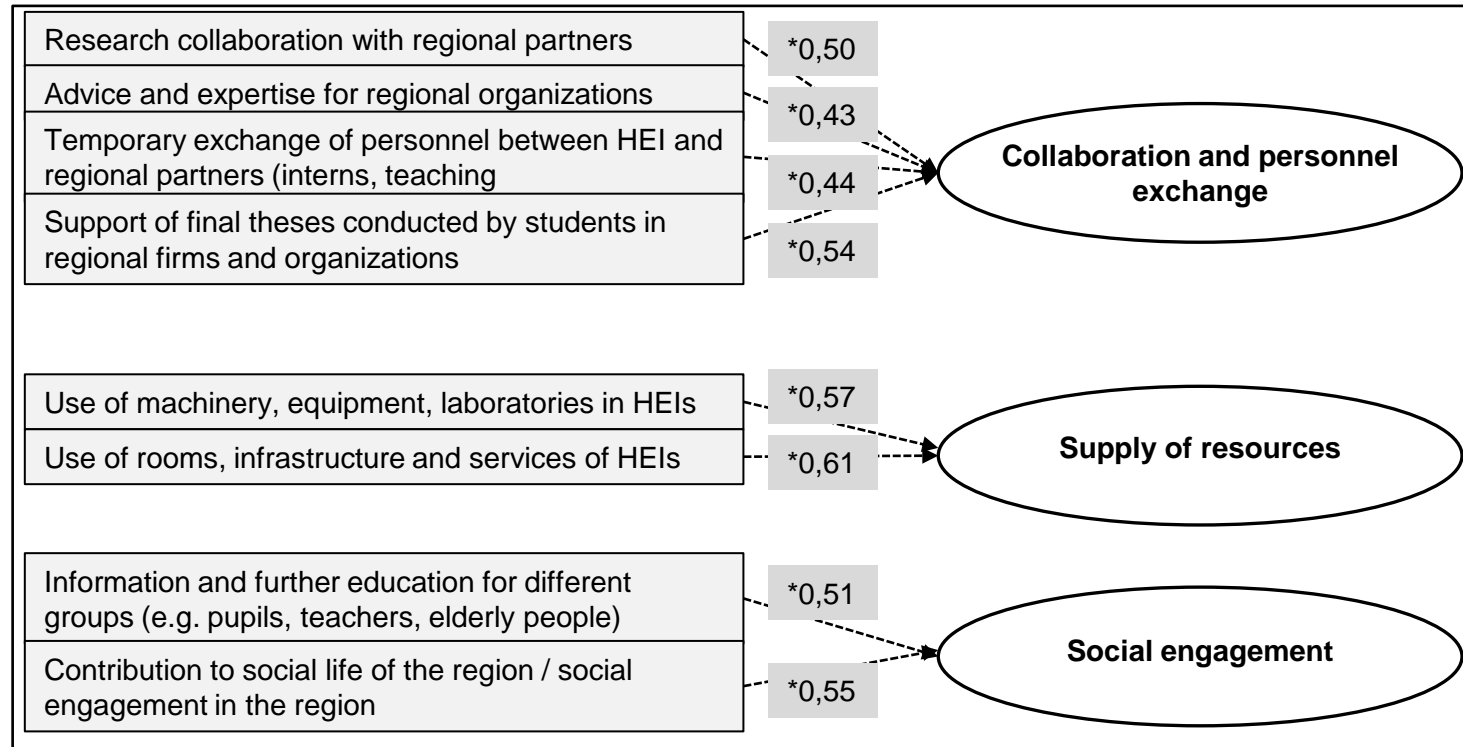 Research collaboration with regional partners
*0,50
Advice and expertise for regional organizations
*0,43
Temporary exchange of personnel between HEI and
regional partners (interns, teaching
*0,44
Support of final theses conducted by students in
regional firms and organizations
*0,54
Collaboration and personnel
exchange
Use of machinery, equipment, laboratories in HEIs
*0,57
Use of rooms, infrastructure and services of HEIs
*0,61
Supply of resources
Information and further education for different
groups (e.g. pupils, teachers, elderly people)
*0,51
Contribution to social life of the region / social
engagement in the region
*0,55
Social engagement